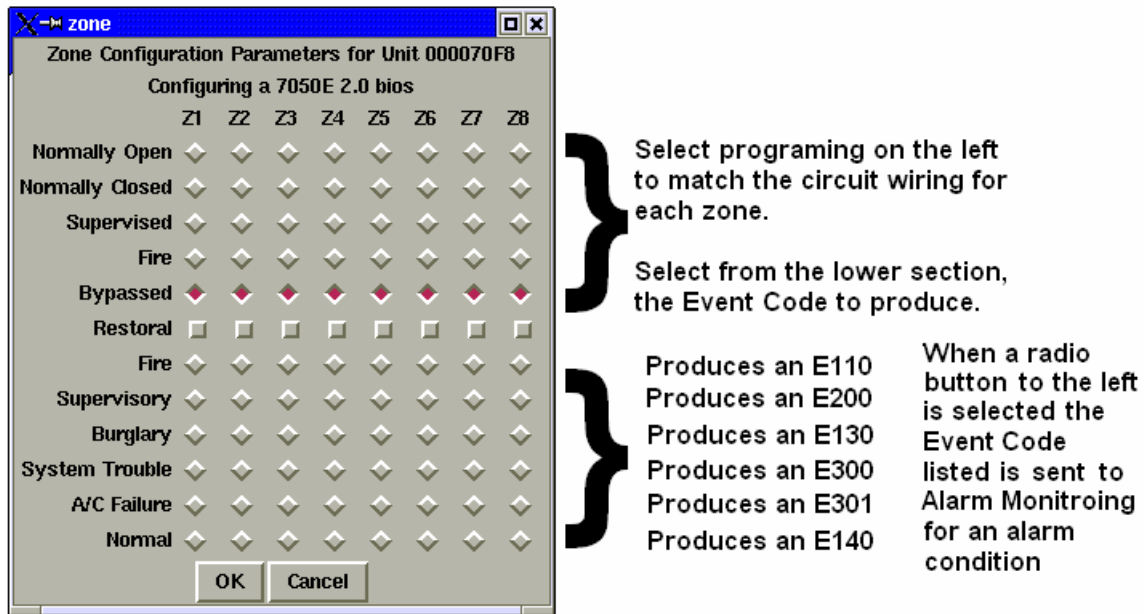 zone
Zone Configuration Parameters for Unit 000070F8
Configuring a 7050E 2.0 bios
Z1 Z2 Z3 Z4 Z5 Z6 Z7 Z8
Normally Open
Normally Closed
Supervised
Fire
Bypassed
Restoral
Fire
Supervisory
Burglary
System Trouble
A/C Failure
Normal
OK Cancel
Select programing on the left
to match the circuit wiring for
each zone.
Select from the lower section,
the Event Code to produce.
Produces an E110
Produces an E200
Produces an E130
Produces an E300
Produces an E301
Produces an E140
When a radio
button to the left
is selected the
Event Code
listed is sent to
Alarm Monitroing
for an alarm
condition